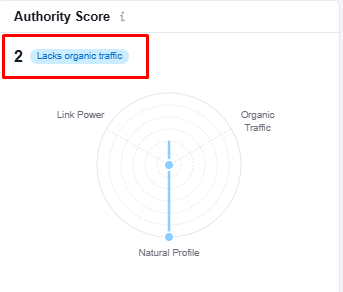 Authority Score i
2 Lacks organic traffic
Link Power
Organic
Traffic
Natural Profile